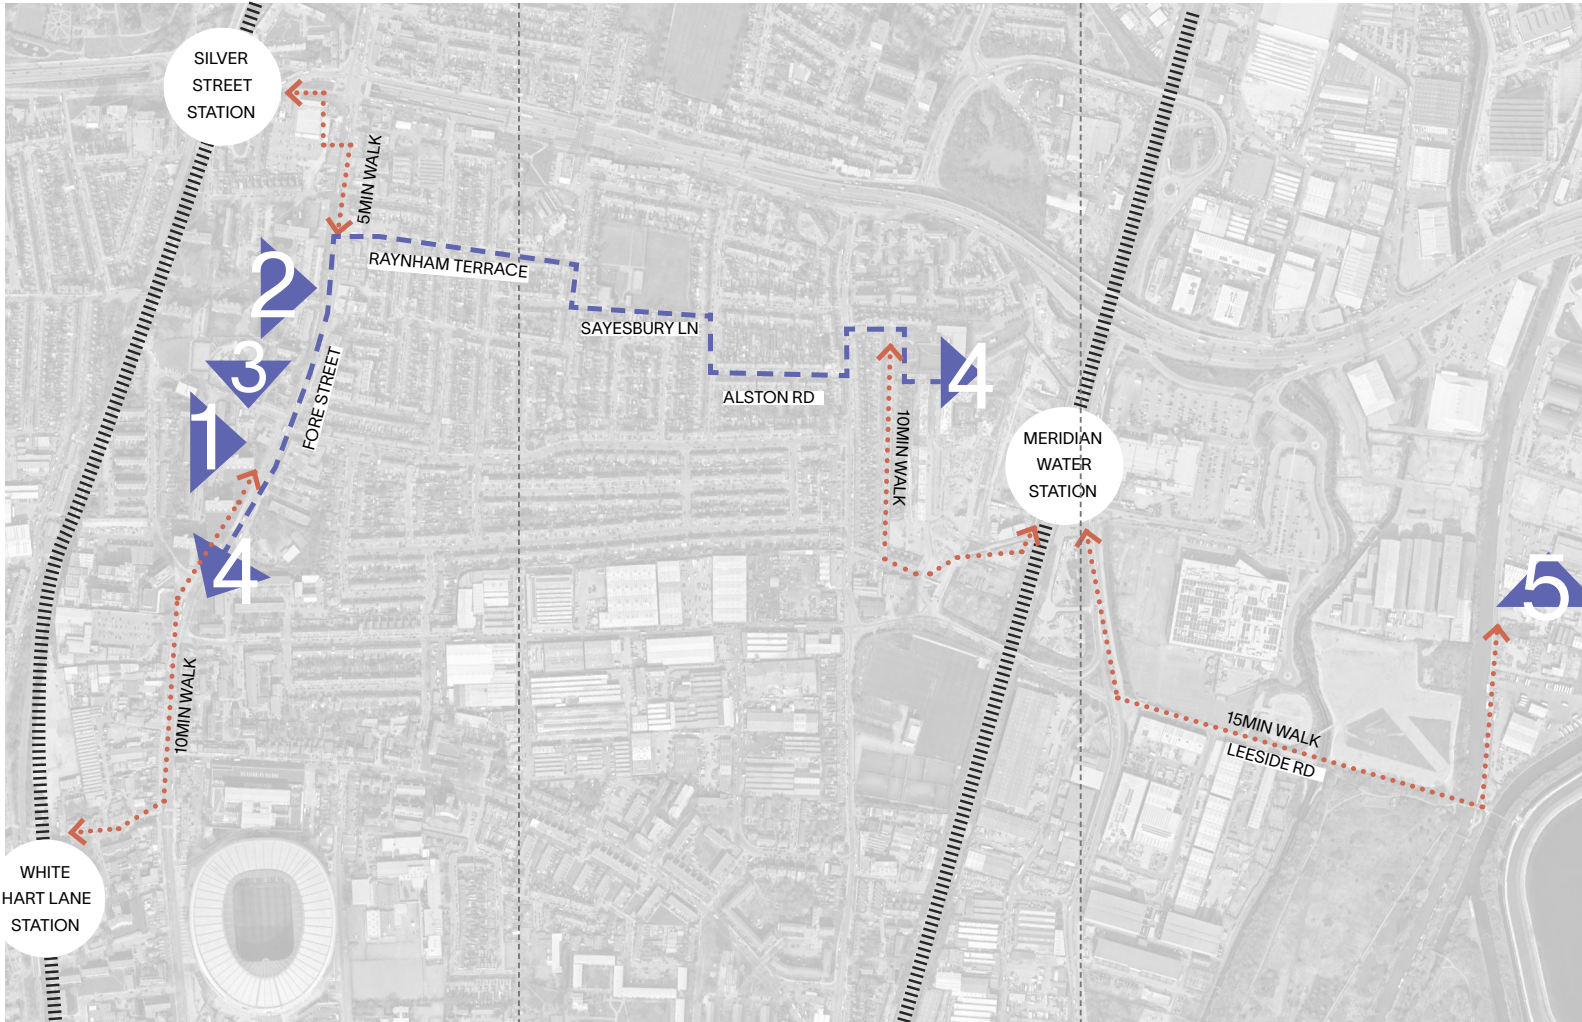 SILVER
STREET
STATION
5MIN WALK
2
RAYNHAM TERRACE
SAYESBURY LN
3
FORE STREET
4
ALSTON RD
1
10MIN WALK
MERIDIAN
WATER
STATION
4
5
10MIN WALK
15MIN WALK
LEESIDE RD
WHITE
HART LANE
STATION